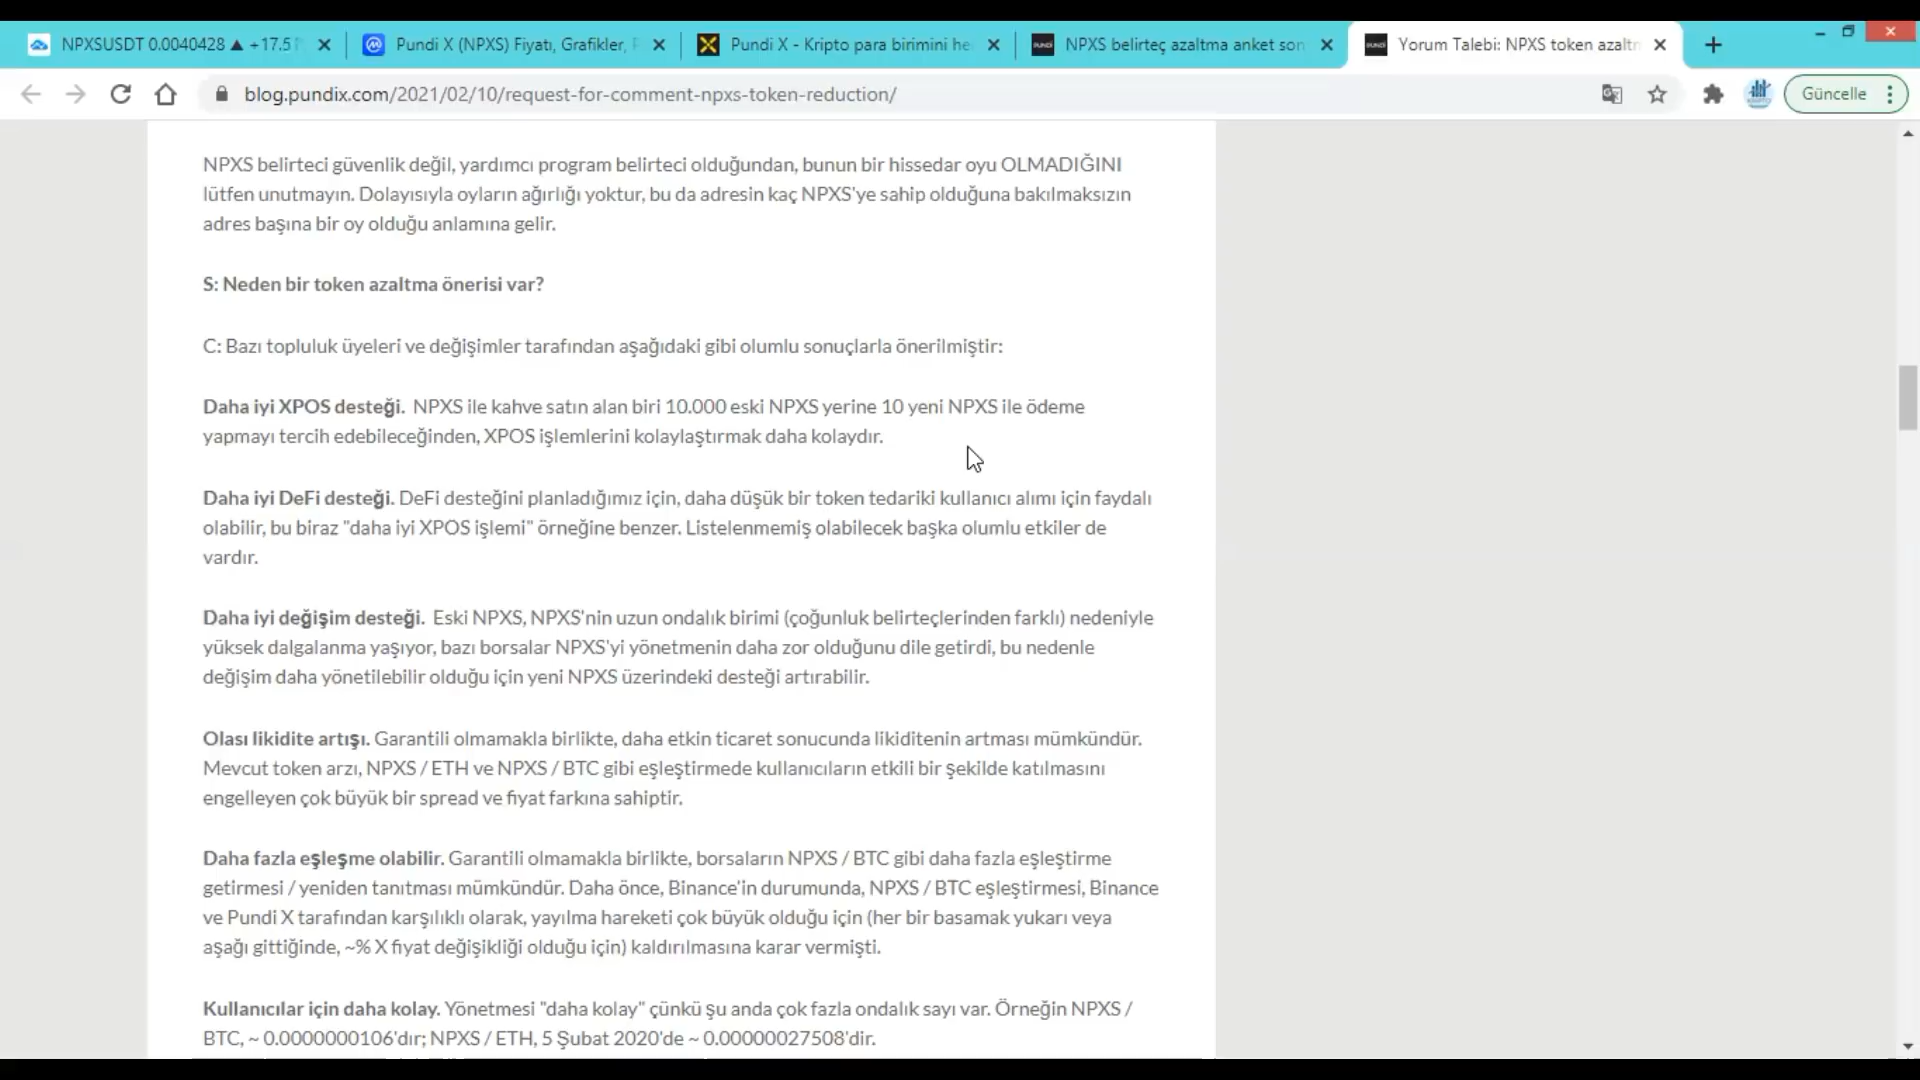 NPXSUSDT 0.0040428 ▲ +17.5
Pundi X (NPXS) Fiyatı, Grafikler,
Pundi X - Kripto para birimini he
NPXS belirteç azaltma anket son
Yorum Talebi: NPXS token azaltm
blog.pundix.com/2021/02/10/request-for-comment-npxs-token-reduction/
Güncelle
NPXS belirteci güvenlik değil, yardımcı program belirteci olduğundan, bunun bir hissedar oyu OLMADIĞINI
lütfen unutmayın. Dolayısıyla oyların ağırlığı yoktur, bu da adresin kaç NPXS'ye sahip olduğuna bakılmaksızın
adres başına bir oy olduğu anlamına gelir.
S: Neden bir token azaltma önerisi var?
C: Bazı topluluk üyeleri ve değişimler tarafından aşağıdaki gibi olumlu sonuçlarla önerilmiştir:
Daha iyi XPOS desteği. NPXS ile kahve satın alan biri 10.000 eski NPXS yerine 10 yeni NPXS ile ödeme
yapmayı tercih edebileceğinden, XPOS işlemlerini kolaylaştırmak daha kolaydır.
Daha iyi DeFi desteği. DeFi desteğini planladığımız için, daha düşük bir token tedariki kullanıcı alımı için faydalı
olabilir, bu biraz "daha iyi XPOS işlemi" örneğine benzer. Listelenmemiş olabilecek başka olumlu etkiler de
vardır.
Daha iyi değişim desteği. Eski NPXS, NPXS'nin uzun ondalık birimi (çoğunluk belirteçlerinden farklı) nedeniyle
yüksek dalgalanma yaşıyor, bazı borsalar NPXS'yi yönetmenin daha zor olduğunu dile getirdi, bu nedenle
değişim daha yönetilebilir olduğu için yeni NPXS üzerindeki desteği artırabilir.
Olası likidite artışı. Garantili olmamakla birlikte, daha etkin ticaret sonucunda likiditenin artması mümkündür.
Mevcut token arzı, NPXS / ETH ve NPXS / BTC gibi eşleştirmede kullanıcıların etkili bir şekilde katılmasını
engelleyen çok büyük bir spread ve fiyat farkına sahiptir.
Daha fazla eşleşme olabilir. Garantili olmamakla birlikte, borsaların NPXS / BTC gibi daha fazla eşleştirme
getirmesi / yeniden tanıtması mümkündür. Daha önce, Binance'in durumunda, NPXS / BTC eşleştirmesi, Binance
ve Pundi X tarafından karşılıklı olarak, yayılma hareketi çok büyük olduğu için (her bir basamak yukarı veya
aşağı gittiğinde, ~% X fiyat değişikliği olduğu için) kaldırılmasına karar vermişti.
Kullanıcılar için daha kolay. Yönetmesi "daha kolay" çünkü şu anda çok fazla ondalık sayı var. Örneğin NPXS /
BTC, ~ 0.0000000106'dır; NPXS / ETH, 5 Şubat 2020'de ~ 0.00000027508'dir.